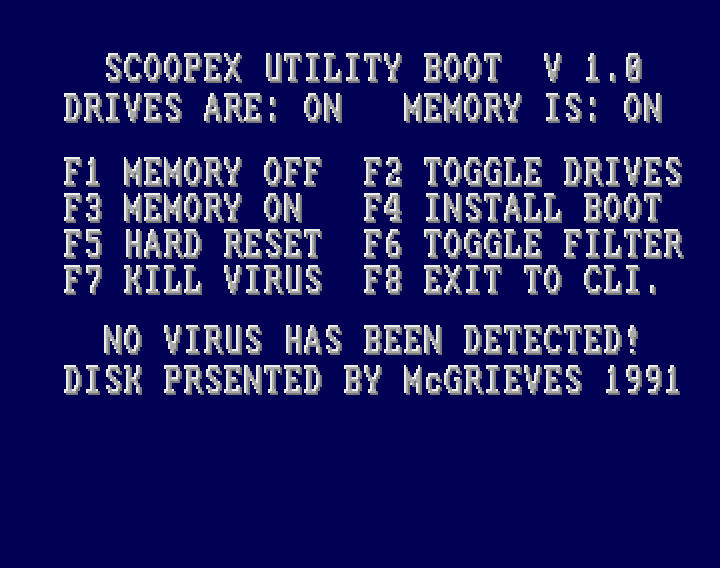 SCOOPEX UTILITY BOOT V 1.0
DRIVES ARE: ON MEMORY IS: ON
F1 MEMORY OFF F2 TOGGLE DRIVES
F3 MEMORY ON F4 INSTALL BOOT
F5 HARD RESET F6 TOGGLE FILTER
F7 KILL VIRUS F8 EXIT TO CLI.
NO VIRUS HAS BEEN DETECTED!
DISK PRSENTED BY McGRIEVES 1991